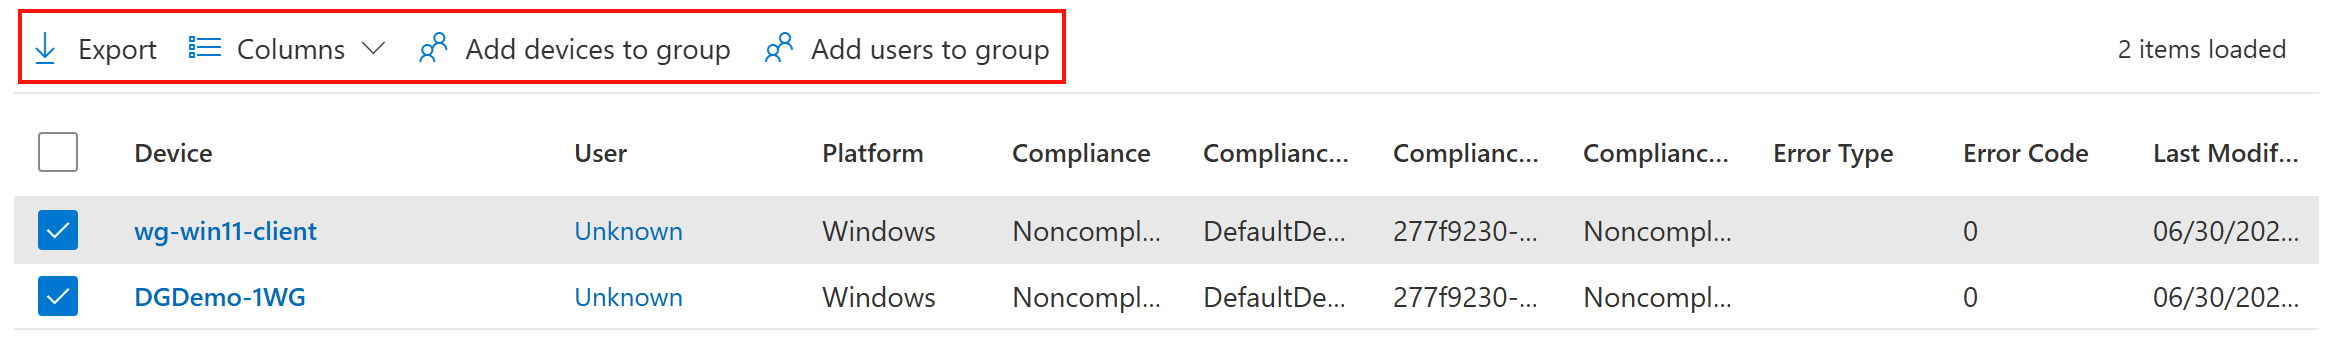 Export Columns Add devices to group Add users to group 2 items loaded
Device User Platform Compliance Complianc... Complianc... Complianc... Error Type Error Code Last Modif...
wg-win11-client Unknown Windows Noncompl... DefaultDe... 277f9230-... Noncompl... 0 06/30/202...
DGDemo-1WG Unknown Windows Noncompl... DefaultDe... 277f9230-... Noncompl... 0 06/30/202...